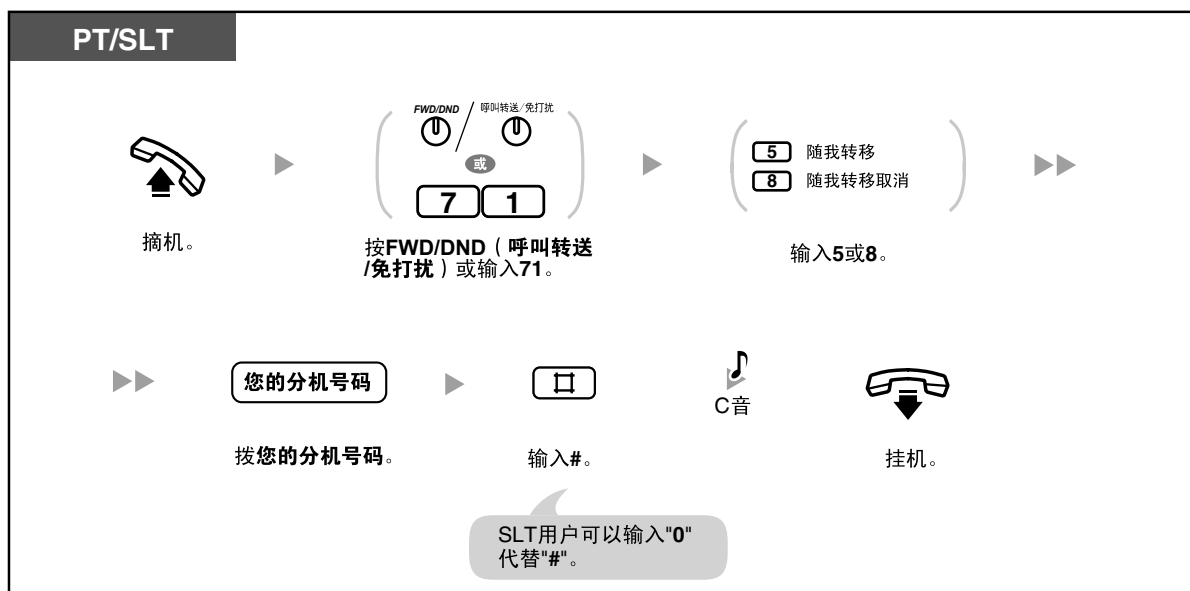 PT/SLT
FWD/DND / 呼叫转送/免打扰
或
7 1
摘机。
按FWD/DND（呼叫转送
/免打扰）或输入71。
5 随我转移
8 随我转移取消
输入5或8。
您的分机号码
拨您的分机号码。
#
输入#。
SLT用户可以输入"0"
代替"#"。
C音
挂机。